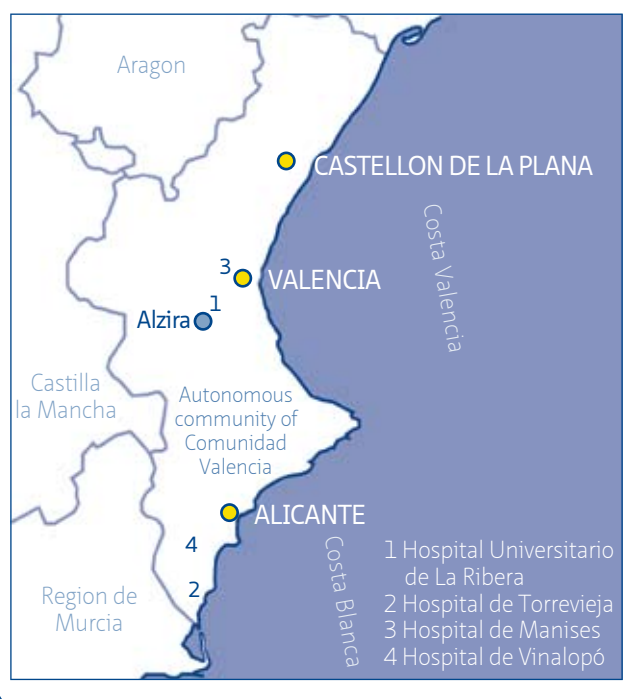 Aragon
CASTELLON DE LA PLANA
Costa Valencia
3
VALENCIA
1
Alzira
Castilla
la Mancha
Autonomous
community of
Comunidad
Valencia
ALICANTE
4
Costa Blanca
2
Region de
Murcia
1 Hospital Universitario
de La Ribera
2 Hospital de Torrevieja
3 Hospital de Manises
4 Hospital de Vinalopó